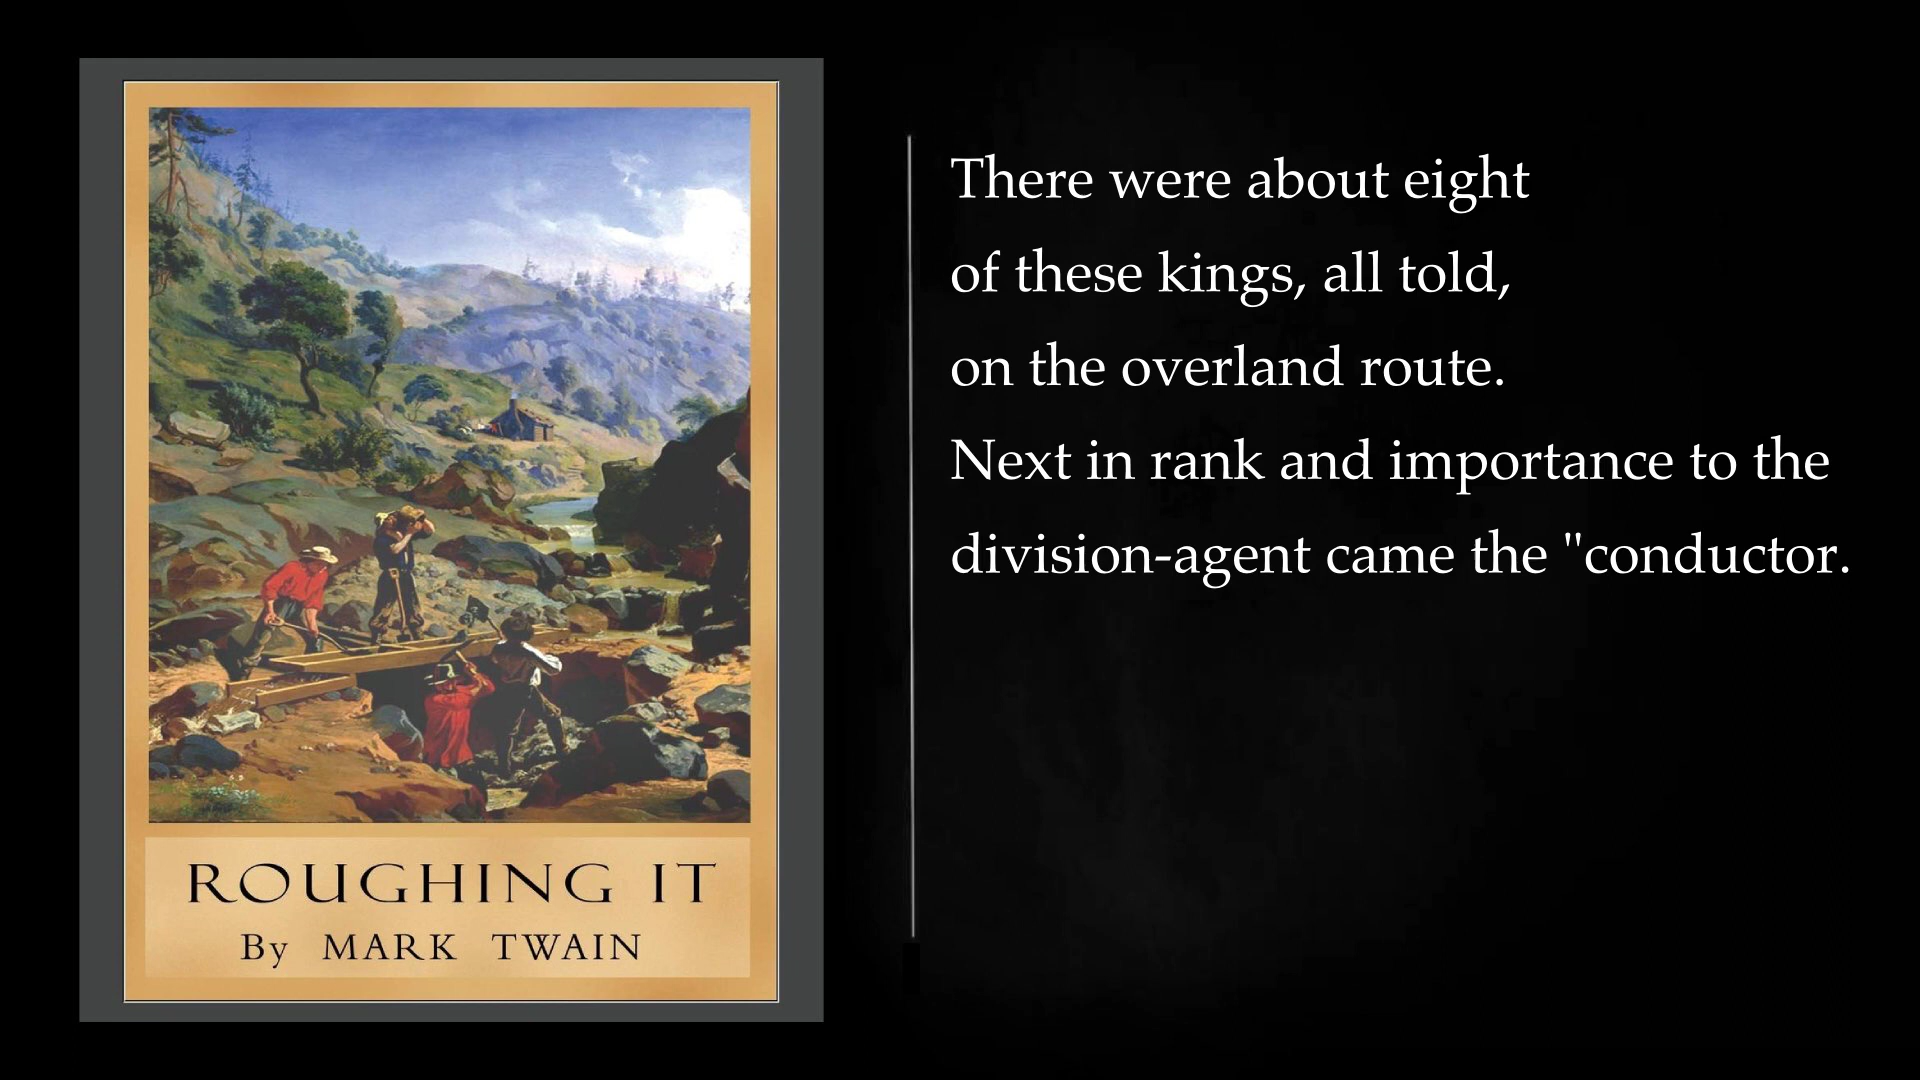 ROUGHING IT
By MARK TWAIN
There were about eight
of these kings, all told,
on the overland route.
Next in rank and importance to the
division-agent came the "conductor.